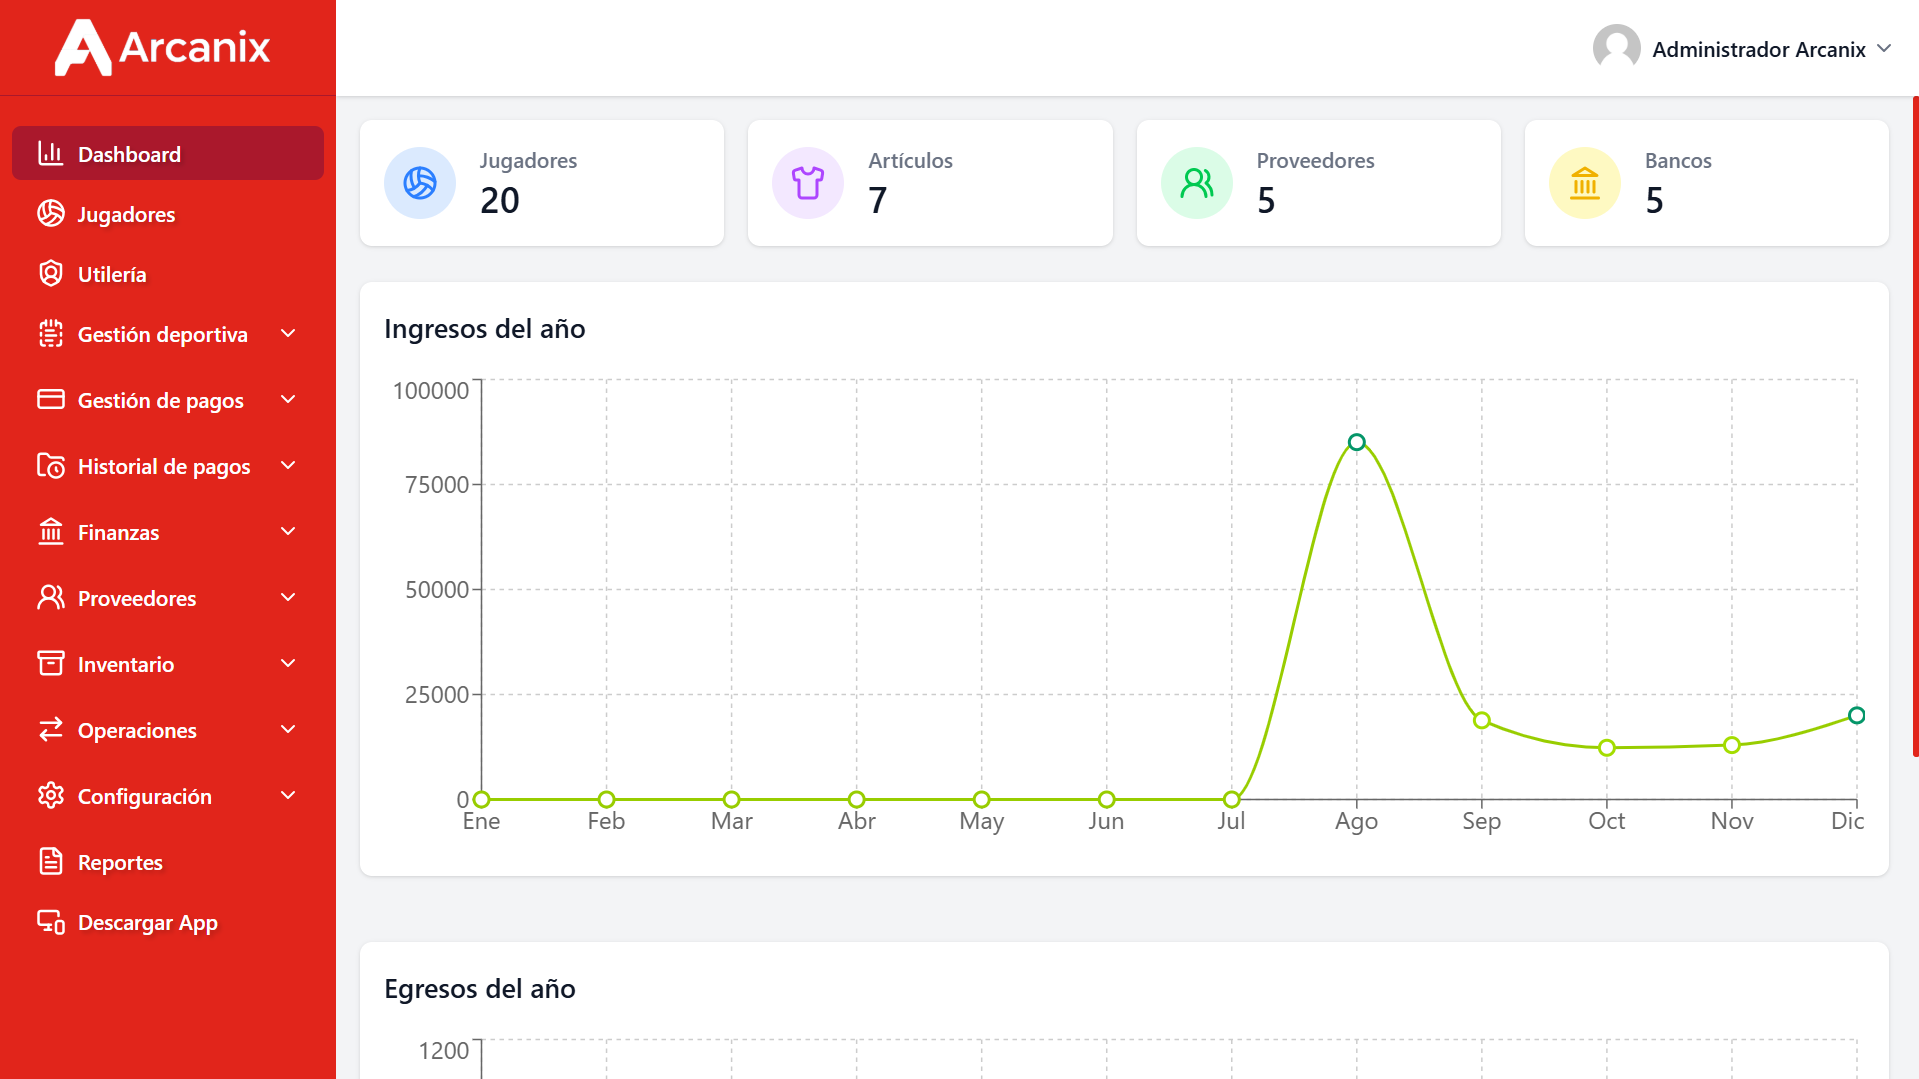 Arcanix
Administrador Arcanix
Dashboard
Jugadores
Utilería
Gestión deportiva
Gestión de pagos
Historial de pagos
Finanzas
Proveedores
Inventario
Operaciones
Configuración
Reportes
Descargar App
Jugadores
20
Artículos
7
Proveedores
5
Bancos
5
Ingresos del año
100000
75000
50000
25000
0
Ene Feb Mar Abr May Jun Jul Ago Sep Oct Nov Dic
Egresos del año
1200